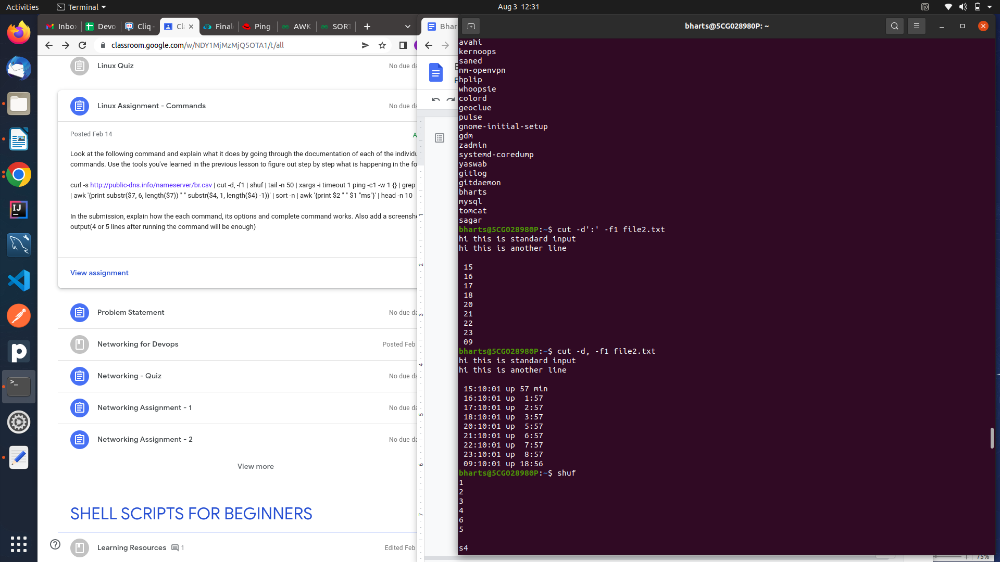 Activities
Terminal
Aug 3 12:31
Inbox
Devo
Cliq -
Cl
Final
Ping
AWK
SORT
classroom.google.com/w/NDY1MjMzMjQ5OTA1/t/all
Linux Quiz
No due da
Linux Assignment - Commands
No due da
Posted Feb 14
A
Look at the following command and explain what it does by going through the documentation of each of the individu
commands. Use the tools you've learned in the previous lesson to figure out step by step what is happening in the fo
curl -s http://public-dns.info/nameserver/br.csv | cut -d, -f1 | shuf | tail -n 50 | xargs -i timeout 1 ping -c1 -w 1 {} | grep
| awk '{print substr($7, 6, length($7)) " " substr($4, 1, length($4) -1)}' | sort -n | awk '{print $2 " " $1 "ms"}' | head -n 10
In the submission, explain how the each command, its options and complete command works. Also add a screensho
output(4 or 5 lines after running the command will be enough)
View assignment
Problem Statement
No due da
Networking for Devops
Posted Feb
Networking - Quiz
No due da
Networking Assignment - 1
No due da
Networking Assignment - 2
No due da
View more
SHELL SCRIPTS FOR BEGINNERS
Learning Resources
1
Edited Feb
IJ
Bhar
1
2
3
4
5
6
7
75%
bharts@5CG028980P: ~
avahi
kernoops
saned
nm-openvpn
hplip
whoopsie
colord
geoclue
pulse
gnome-initial-setup
gdm
zadmin
systemd-coredump
yaswab
gitlog
gitdaemon
bharts
mysql
tomcat
sagar
bharts@5CG028980P:~$ cut -d':' -f1 file2.txt
hi this is standard input
hi this is another line
15
16
17
18
20
21
22
23
09
bharts@5CG028980P:~$ cut -d, -f1 file2.txt
hi this is standard input
hi this is another line
15:10:01 up 57 min
16:10:01 up  1:57
17:10:01 up  2:57
18:10:01 up  3:57
20:10:01 up  5:57
21:10:01 up  6:57
22:10:01 up  7:57
23:10:01 up  8:57
09:10:01 up 18:56
bharts@5CG028980P:~$ shuf
1
2
3
4
6
5
s4